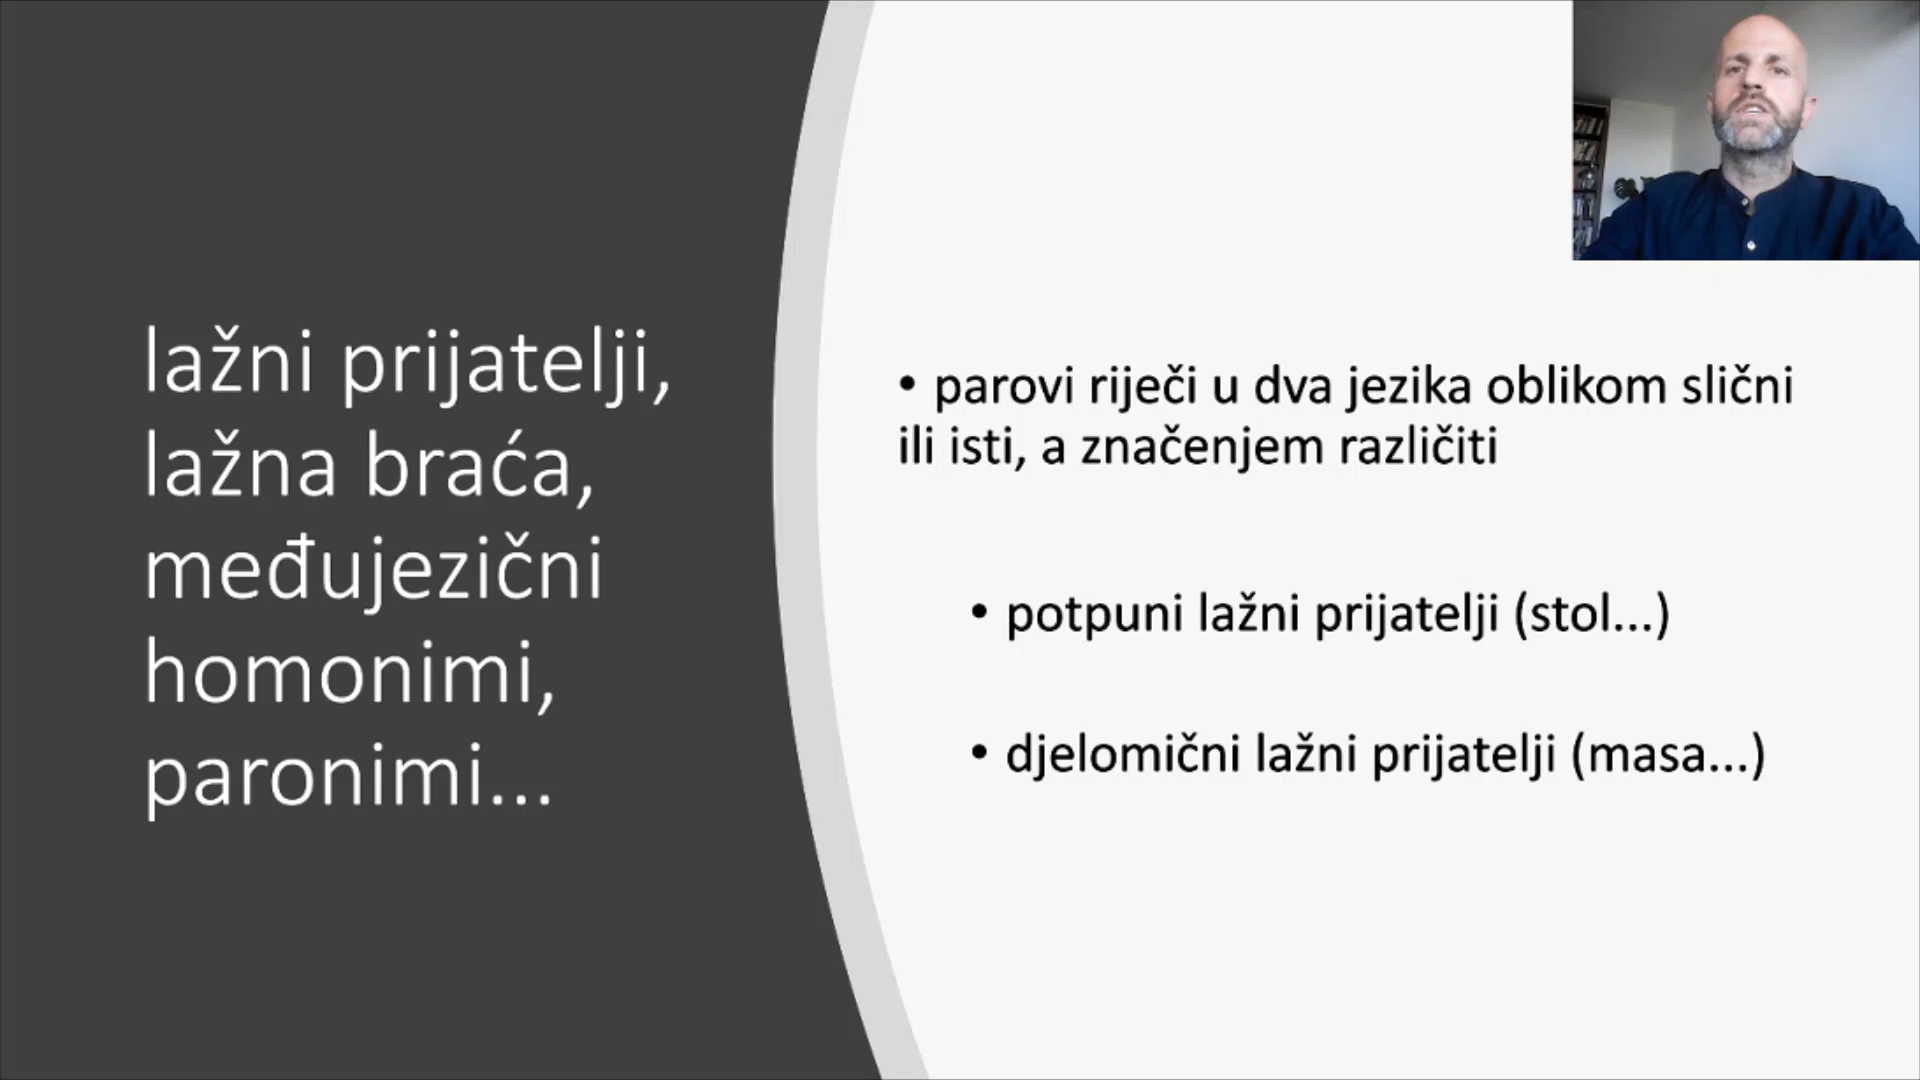 lažni prijatelji,
lažna braća,
međujezični
homonimi,
paronimi...
• parovi riječi u dva jezika oblikom slični
ili isti, a značenjem različiti
• potpuni lažni prijatelji (stol...)
• djelomični lažni prijatelji (masa...)